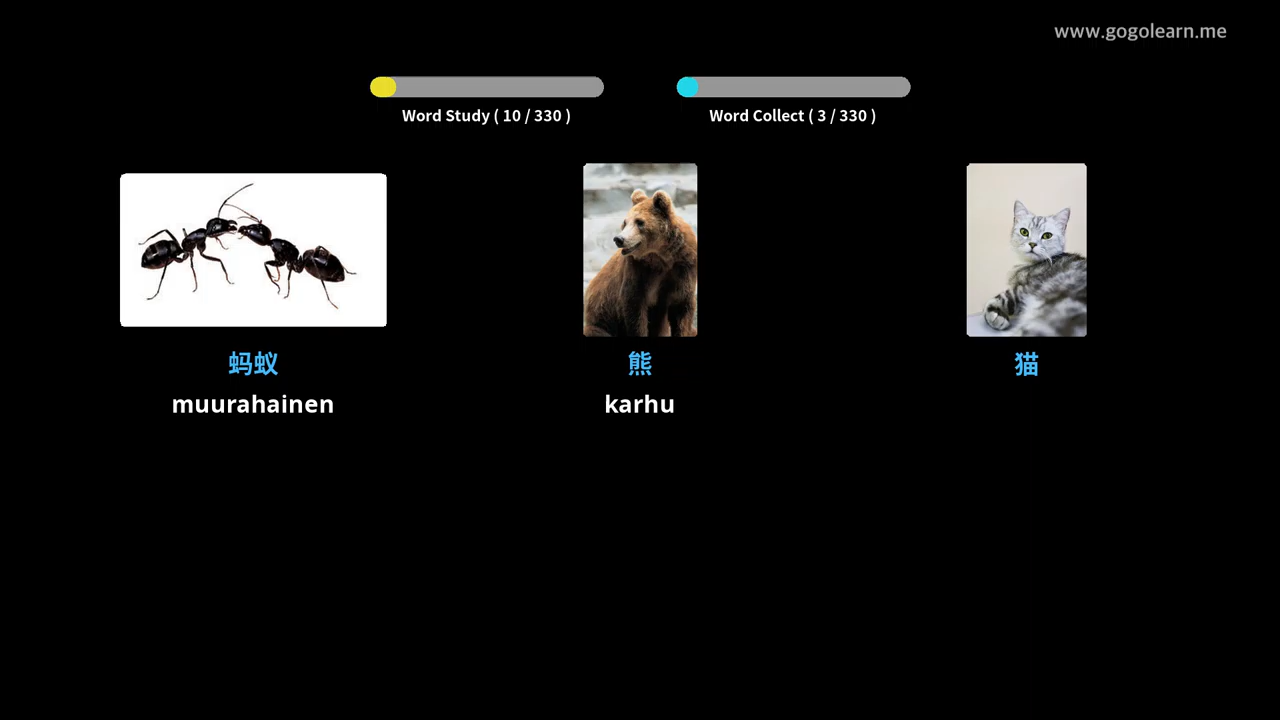 www.gogolearn.me
Word Study ( 10 / 330 )
Word Collect ( 3 / 330 )
蚂蚁
熊
猫
muurahainen
karhu